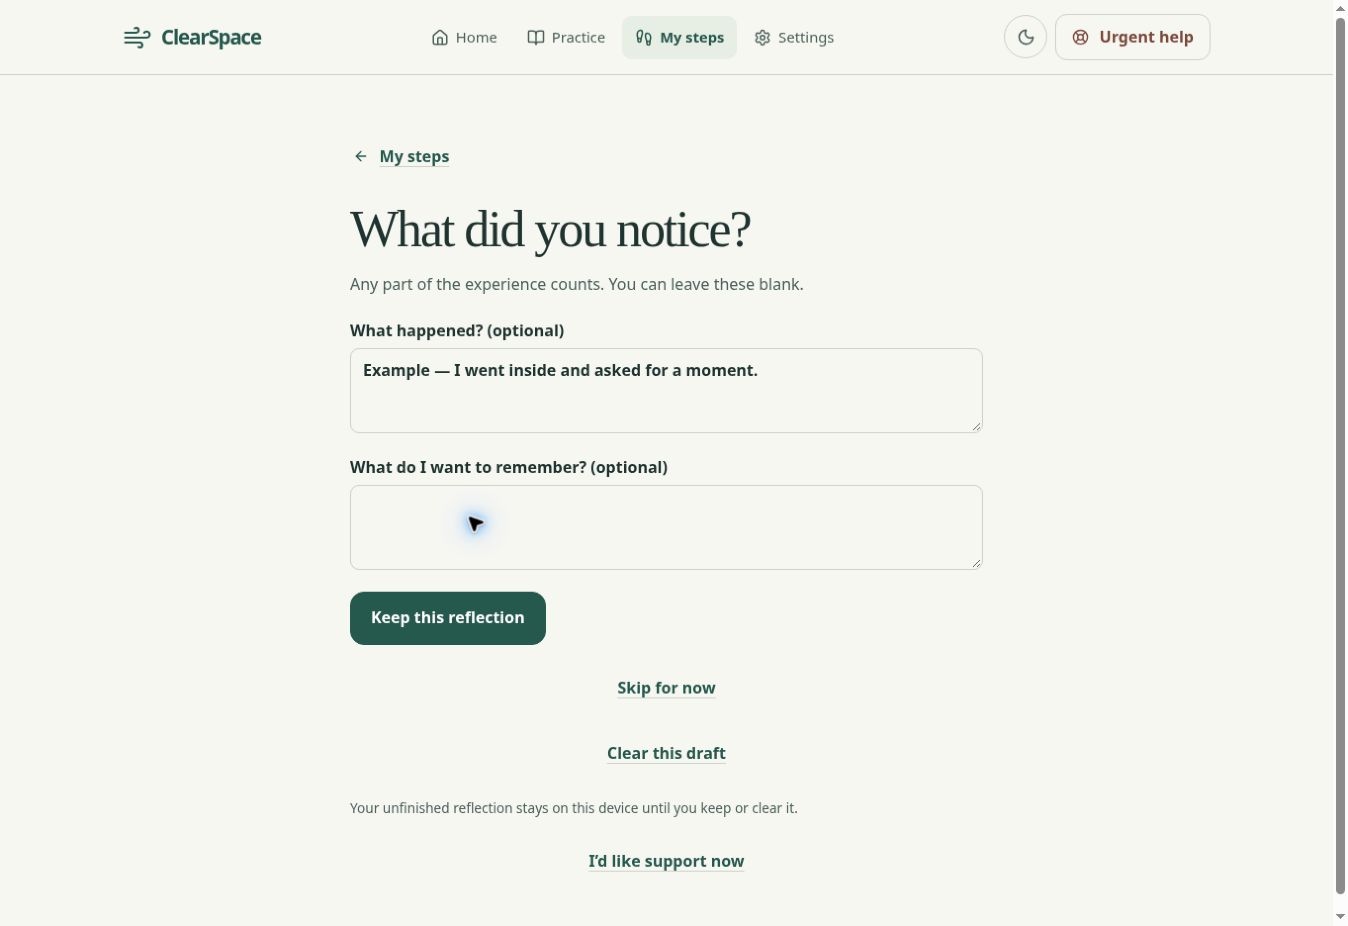 ClearSpace
Home
Practice
My steps
Settings
Urgent help
My steps
What did you notice?
Any part of the experience counts. You can leave these blank.
What happened? (optional)
Example — I went inside and asked for a moment.
What do I want to remember? (optional)
Keep this reflection
Skip for now
Clear this draft
Your unfinished reflection stays on this device until you keep or clear it.
I’d like support now